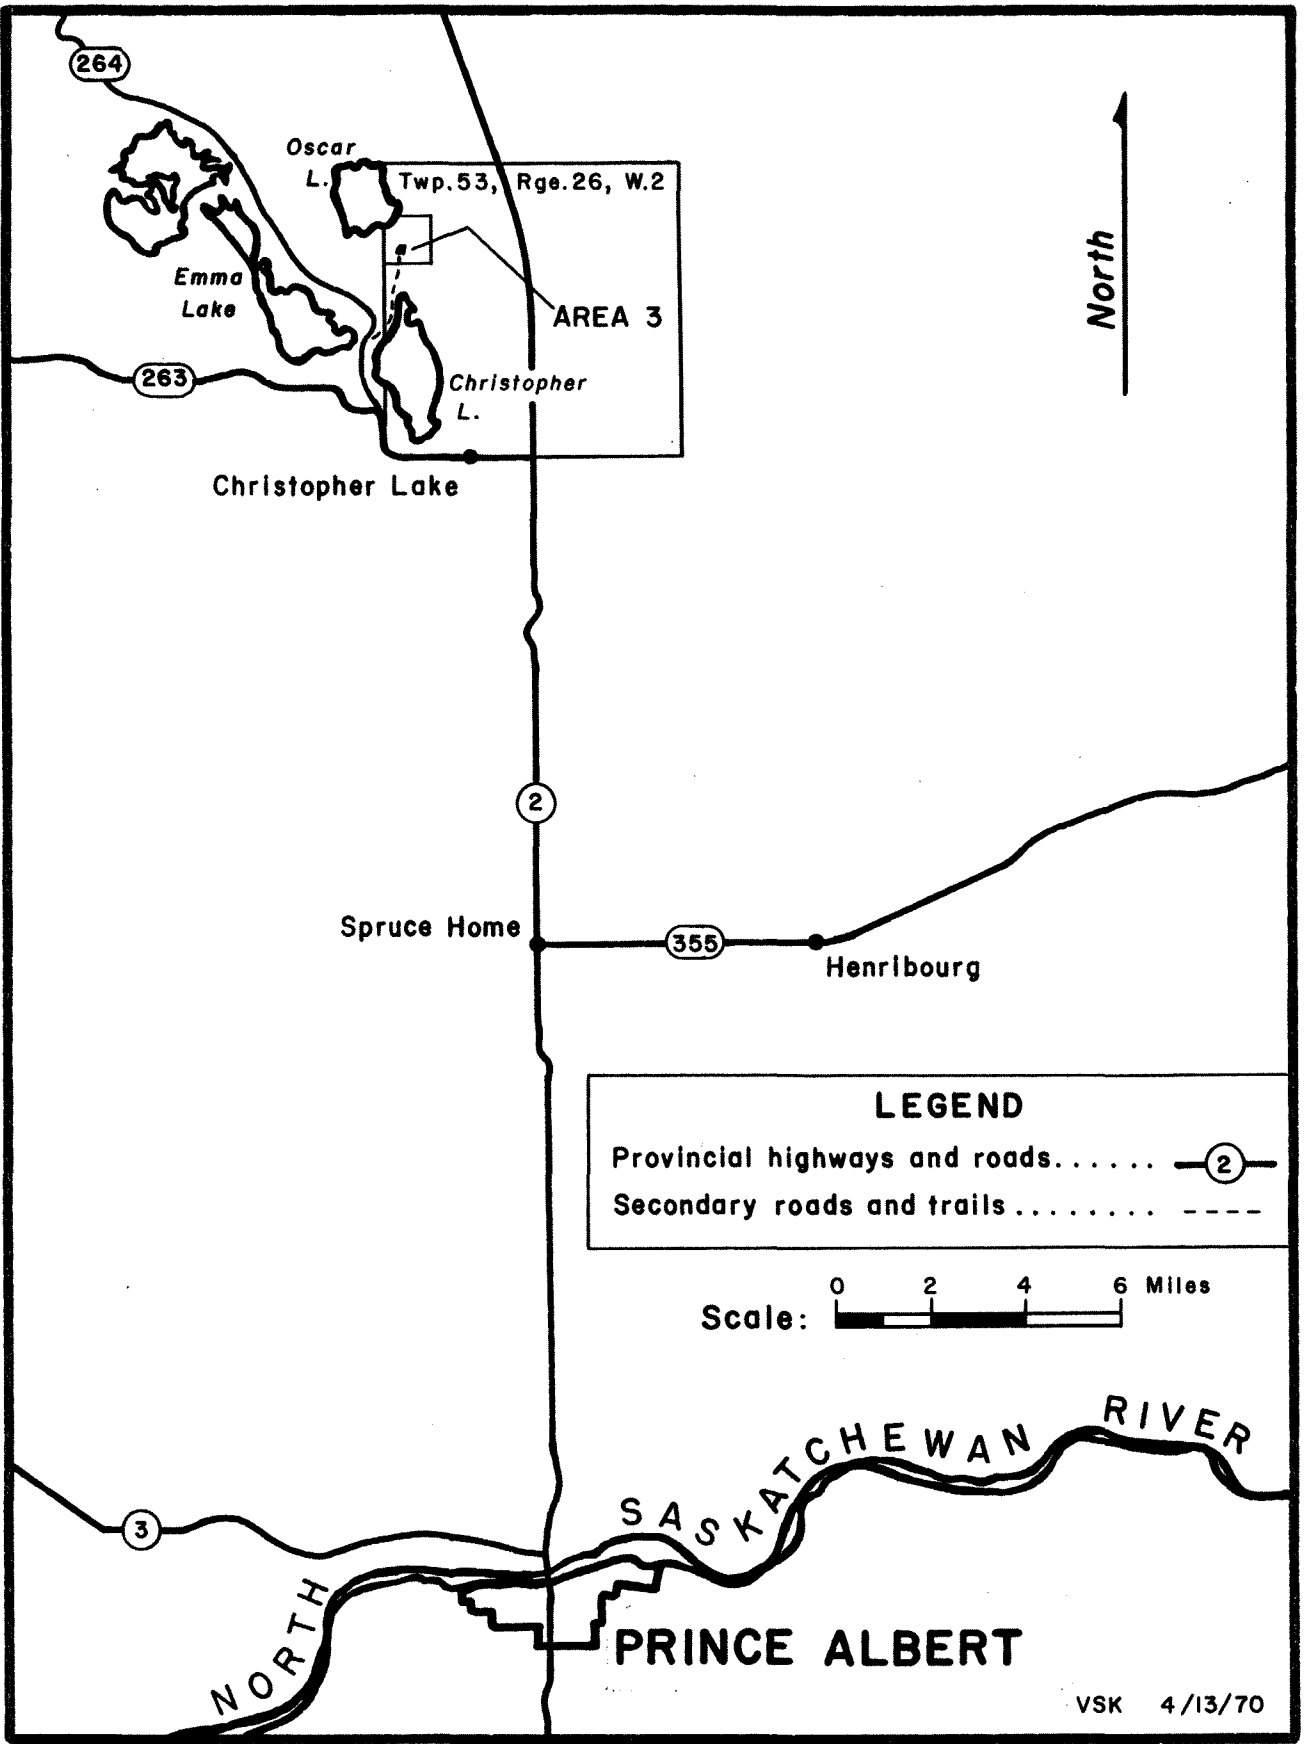 264
Oscar
L.
Twp.53, Rge.26, W.2
Emma
Lake
AREA 3
North
263
Christopher
L.
Christopher Lake
2
Spruce Home
355
Henribourg
LEGEND
Provincial highways and roads...... 2
Secondary roads and trails........ ----
0 2 4 6 Miles
Scale:
3
NORTH SASKATCHEWAN RIVER
PRINCE ALBERT
VSK 4/13/70